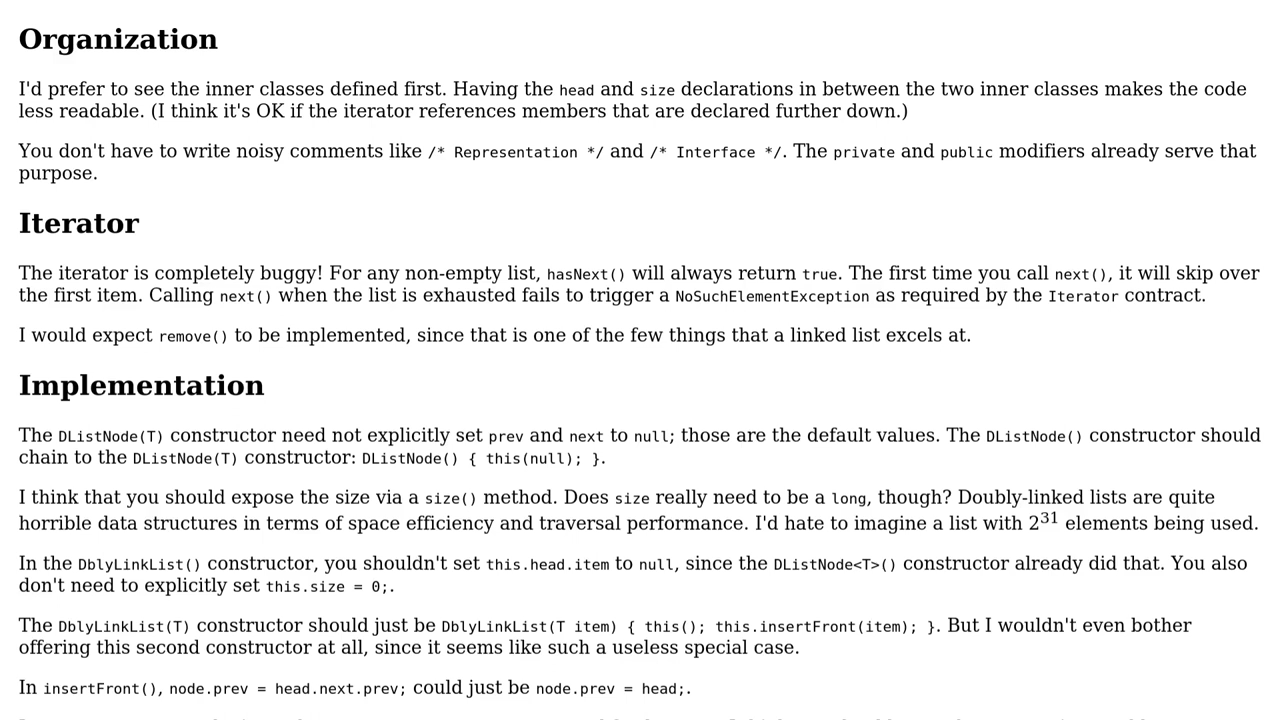 Organization
I'd prefer to see the inner classes defined first. Having the head and size declarations in between the two inner classes makes the code
less readable. (I think it's OK if the iterator references members that are declared further down.)
You don't have to write noisy comments like /* Representation */ and /* Interface */. The private and public modifiers already serve that
purpose.
Iterator
The iterator is completely buggy! For any non-empty list, hasNext() will always return true. The first time you call next(), it will skip over
the first item. Calling next() when the list is exhausted fails to trigger a NoSuchElementException as required by the Iterator contract.
I would expect remove() to be implemented, since that is one of the few things that a linked list excels at.
Implementation
The DListNode(T) constructor need not explicitly set prev and next to null; those are the default values. The DListNode() constructor should
chain to the DListNode(T) constructor: DListNode() { this(null); }.
I think that you should expose the size via a size() method. Does size really need to be a long, though? Doubly-linked lists are quite
horrible data structures in terms of space efficiency and traversal performance. I'd hate to imagine a list with 2^31 elements being used.
In the DblyLinkList() constructor, you shouldn't set this.head.item to null, since the DListNode<T>() constructor already did that. You also
don't need to explicitly set this.size = 0;.
The DblyLinkList(T) constructor should just be DblyLinkList(T item) { this(); this.insertFront(item); }. But I wouldn't even bother
offering this second constructor at all, since it seems like such a useless special case.
In insertFront(), node.prev = head.next.prev; could just be node.prev = head;.